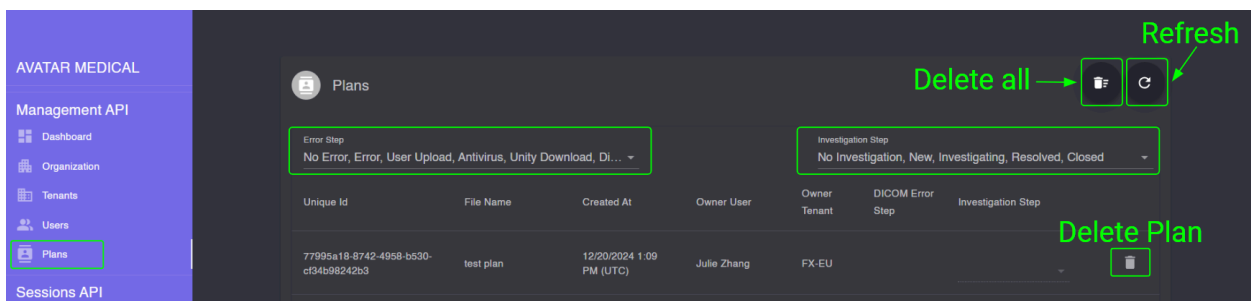 Refresh
AVATAR MEDICAL
Plans
Delete all
Management API
Dashboard
Organization
Tenants
Users
Plans
Sessions API
Error Step
No Error, Error, User Upload, Antivirus, Unity Download, Di...
Investigation Step
No Investigation, New, Investigating, Resolved, Closed
Unique Id
File Name
Created At
Owner User
Owner
Tenant
DICOM Error
Step
Investigation Step
Delete Plan
77995a18-8742-4958-b530-
cf34b98242b3
test plan
12/20/2024 1:09
PM (UTC)
Julie Zhang
FX-EU